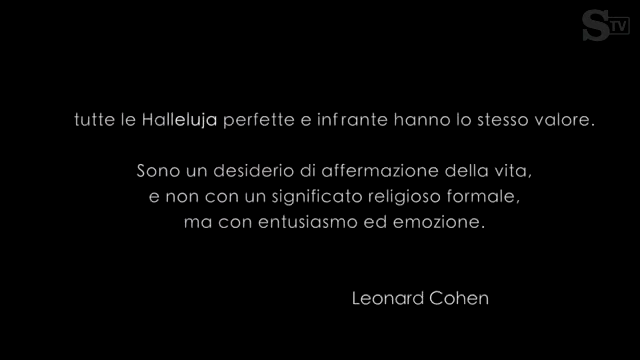 STV
tutte le Halleluja perfette e infrante hanno lo stesso valore.
Sono un desiderio di affermazione della vita,
e non con un significato religioso formale,
ma con entusiasmo ed emozione.
Leonard Cohen